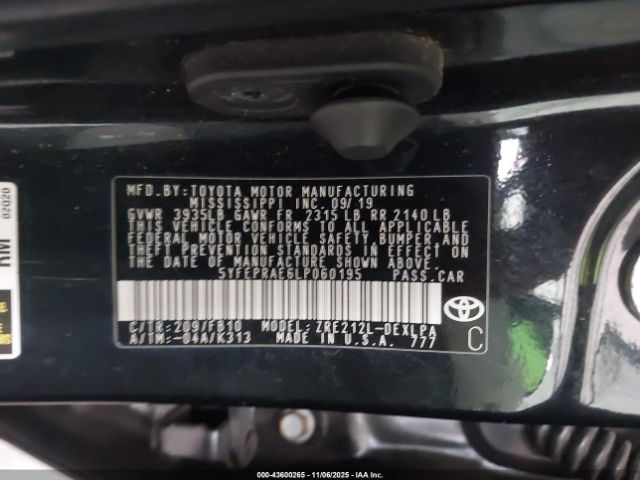 MFD.BY:TOYOTA MOTOR MANUFACTURING
MISSISSIPPI INC. 09/19
GVWR 3935LB GAWR FR 2315 LB RR 2140 LB
THIS VEHICLE CONFORMS TO ALL APPLICABLE
FEDERAL MOTOR VEHICLE SAFETY, BUMPER, AND
THEFT PREVENTION STANDARDS IN EFFECT ON
THE DATE OF MANUFACTURE SHOWN ABOVE.
5YFEPRAE6LP060195 PASS.CAR
C/TR:209/FB10 MODEL: ZRE212L-DEXLPA
A/TM:-04A/K313 MADE IN U.S.A. 777
C
RM
02020
000-43600265 - 11/06/2025 - IAA Inc.